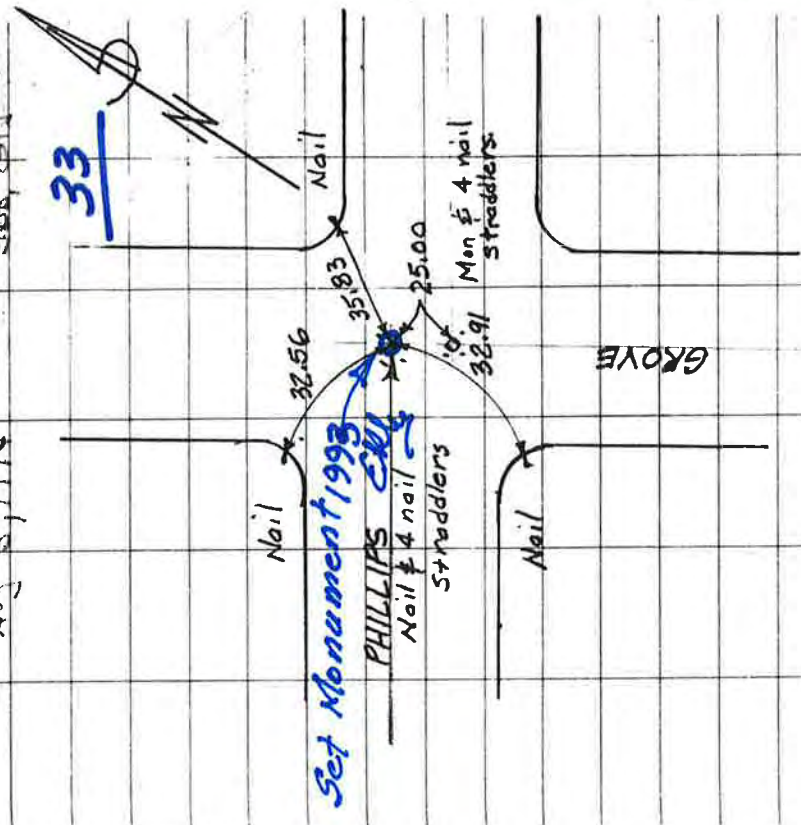 33
N
Nail
35.83
32.56
25.00
Mon & 4 nail
straddlers.
32.91
Nail
Set Monument 1993
PHILLIPS
Nail & 4 nail
Straddlers
GROVE
Nail